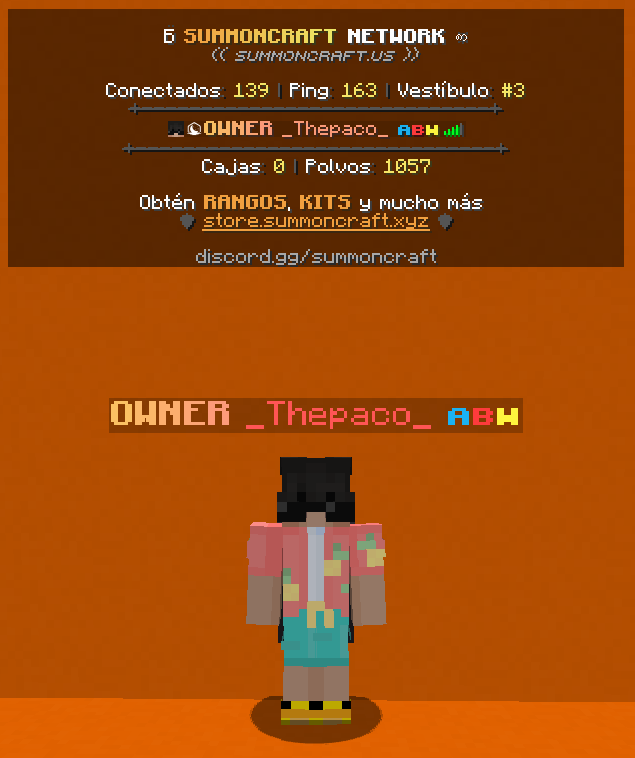 Б SUMMONCRAFT NETWORK ∞
(( SUMMONCRAFT.US ))
Conectados: 139 | Ping: 163 | Vestíbulo: #3
OWNER _Thepaco_ ABW
Cajas: 0 | Polvos: 1057
Obtén RANGOS, KITS y mucho más
store.summoncraft.xyz
discord.gg/summoncraft
OWNER _Thepaco_ ABW